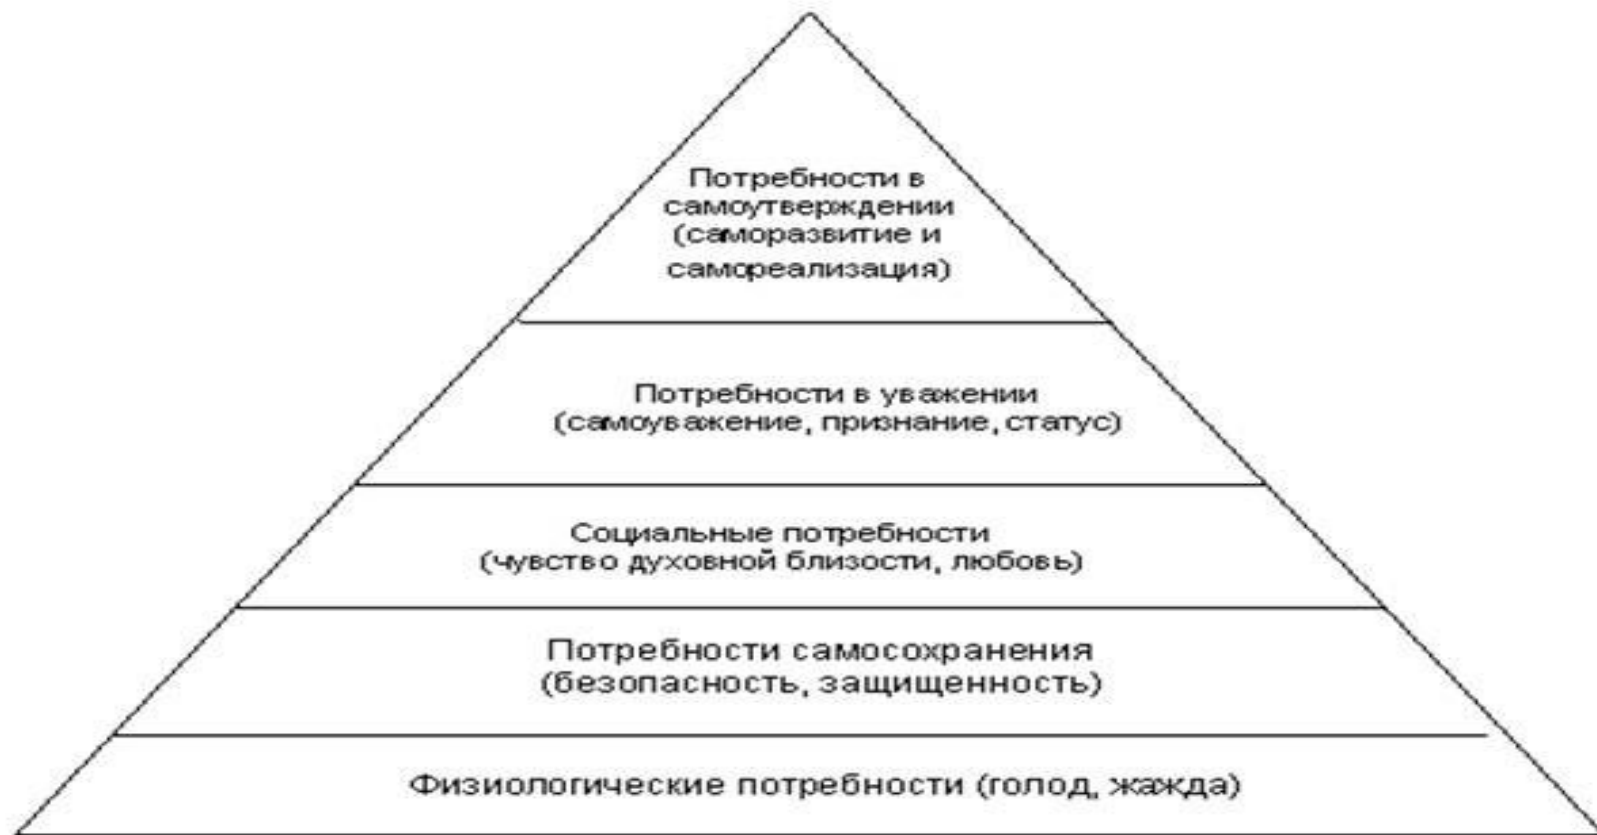 Потребности в
самоутверждении
(саморазвитие и
самореализация)
Потребности в уважении
(самоуважение, признание, статус)
Социальные потребности
(чувство духовной близости, любовь)
Потребности самосохранения
(безопасность, защищенность)
Физиологические потребности (голод, жажда)